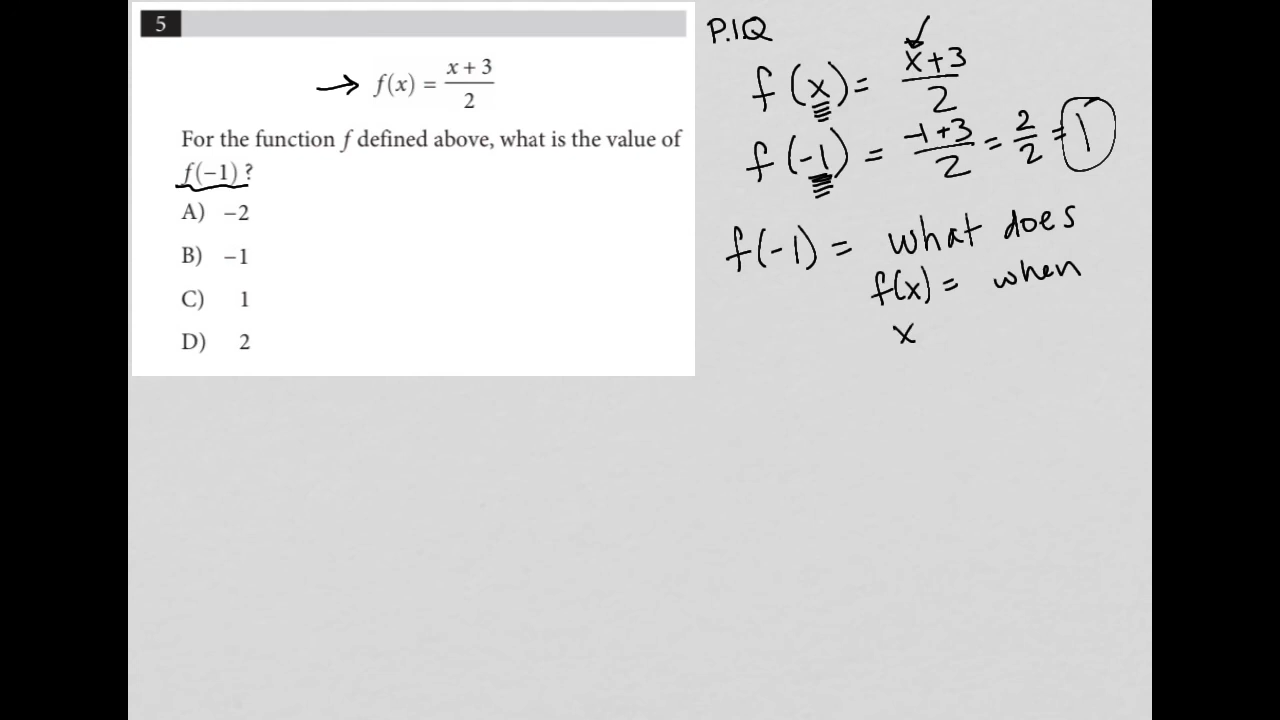 5
f(x) = x + 3 / 2
For the function f defined above, what is the value of
f(−1) ?
A) −2
B) −1
C) 1
D) 2
P.I.Q
f(x) = x+3 / 2
f(-1) = -1+3 / 2 = 2 / 2 = 1
f(-1) = what does
f(x) = when
x